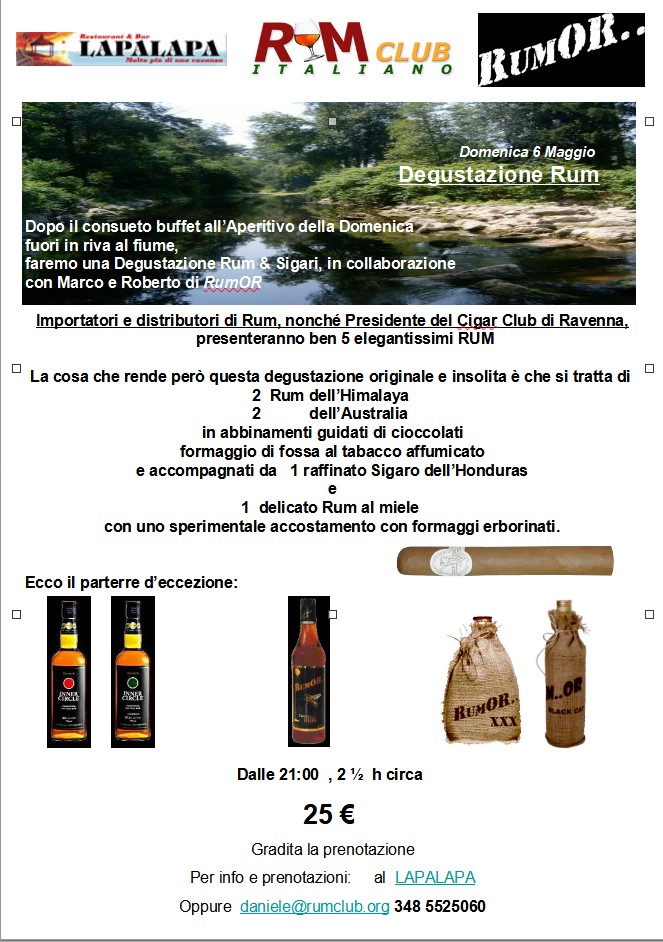 Restaurant & Bar
LAPALAPA
Molto più di una vacanza
RUM CLUB
ITALIANO
RUMOR..
Domenica 6 Maggio
Degustazione Rum
Dopo il consueto buffet all'Aperitivo della Domenica
fuori in riva al fiume,
faremo una Degustazione Rum & Sigari, in collaborazione
con Marco e Roberto di RumOR
Importatori e distributori di Rum, nonché Presidente del Cigar Club di Ravenna,
presenteranno ben 5 elegantissimi RUM
La cosa che rende però questa degustazione originale e insolita è che si tratta di
2 Rum dell'Himalaya
2 dell'Australia
in abbinamenti guidati di cioccolati
formaggio di fossa al tabacco affumicato
e accompagnati da 1 raffinato Sigaro dell'Honduras
e
1 delicato Rum al miele
con uno sperimentale accostamento con formaggi erborinati.
Ecco il parterre d'eccezione:
INNER
CIRCLE
INNER
CIRCLE
RUMOR..
RUM
RUMOR..
XXX
M..OR
BLACK CA
Dalle 21:00 , 2 ½ h circa
25 €
Gradita la prenotazione
Per info e prenotazioni: al LAPALAPA
Oppure daniele@rumclub.org 348 5525060